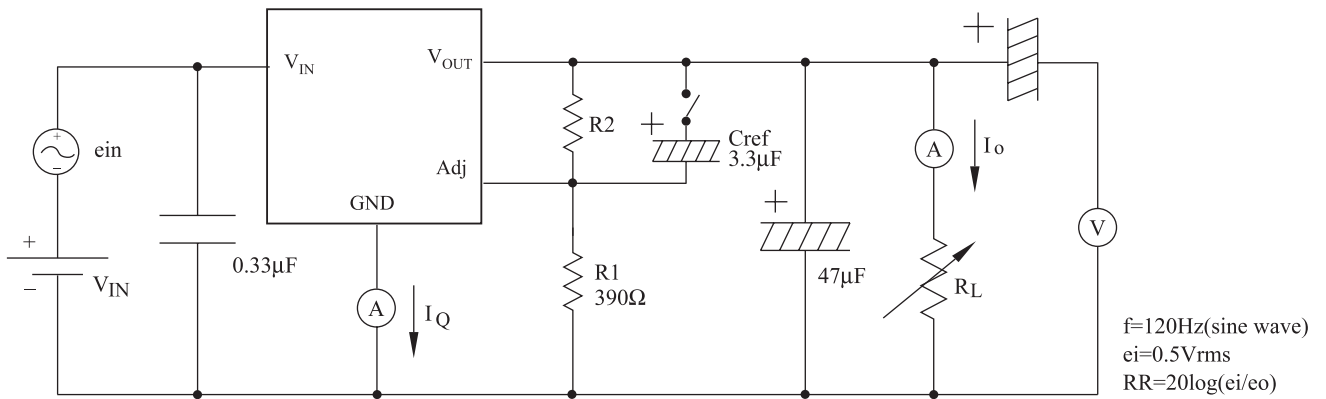 +
V_IN
V_OUT
+
−
ein
R2
+
Cref
3.3μF
A
I_o
Adj
GND
+
V
+
−
V_IN
0.33μF
A
I_Q
R1
390Ω
47μF
R_L
f=120Hz(sine wave)
ei=0.5Vrms
RR=20log(ei/eo)